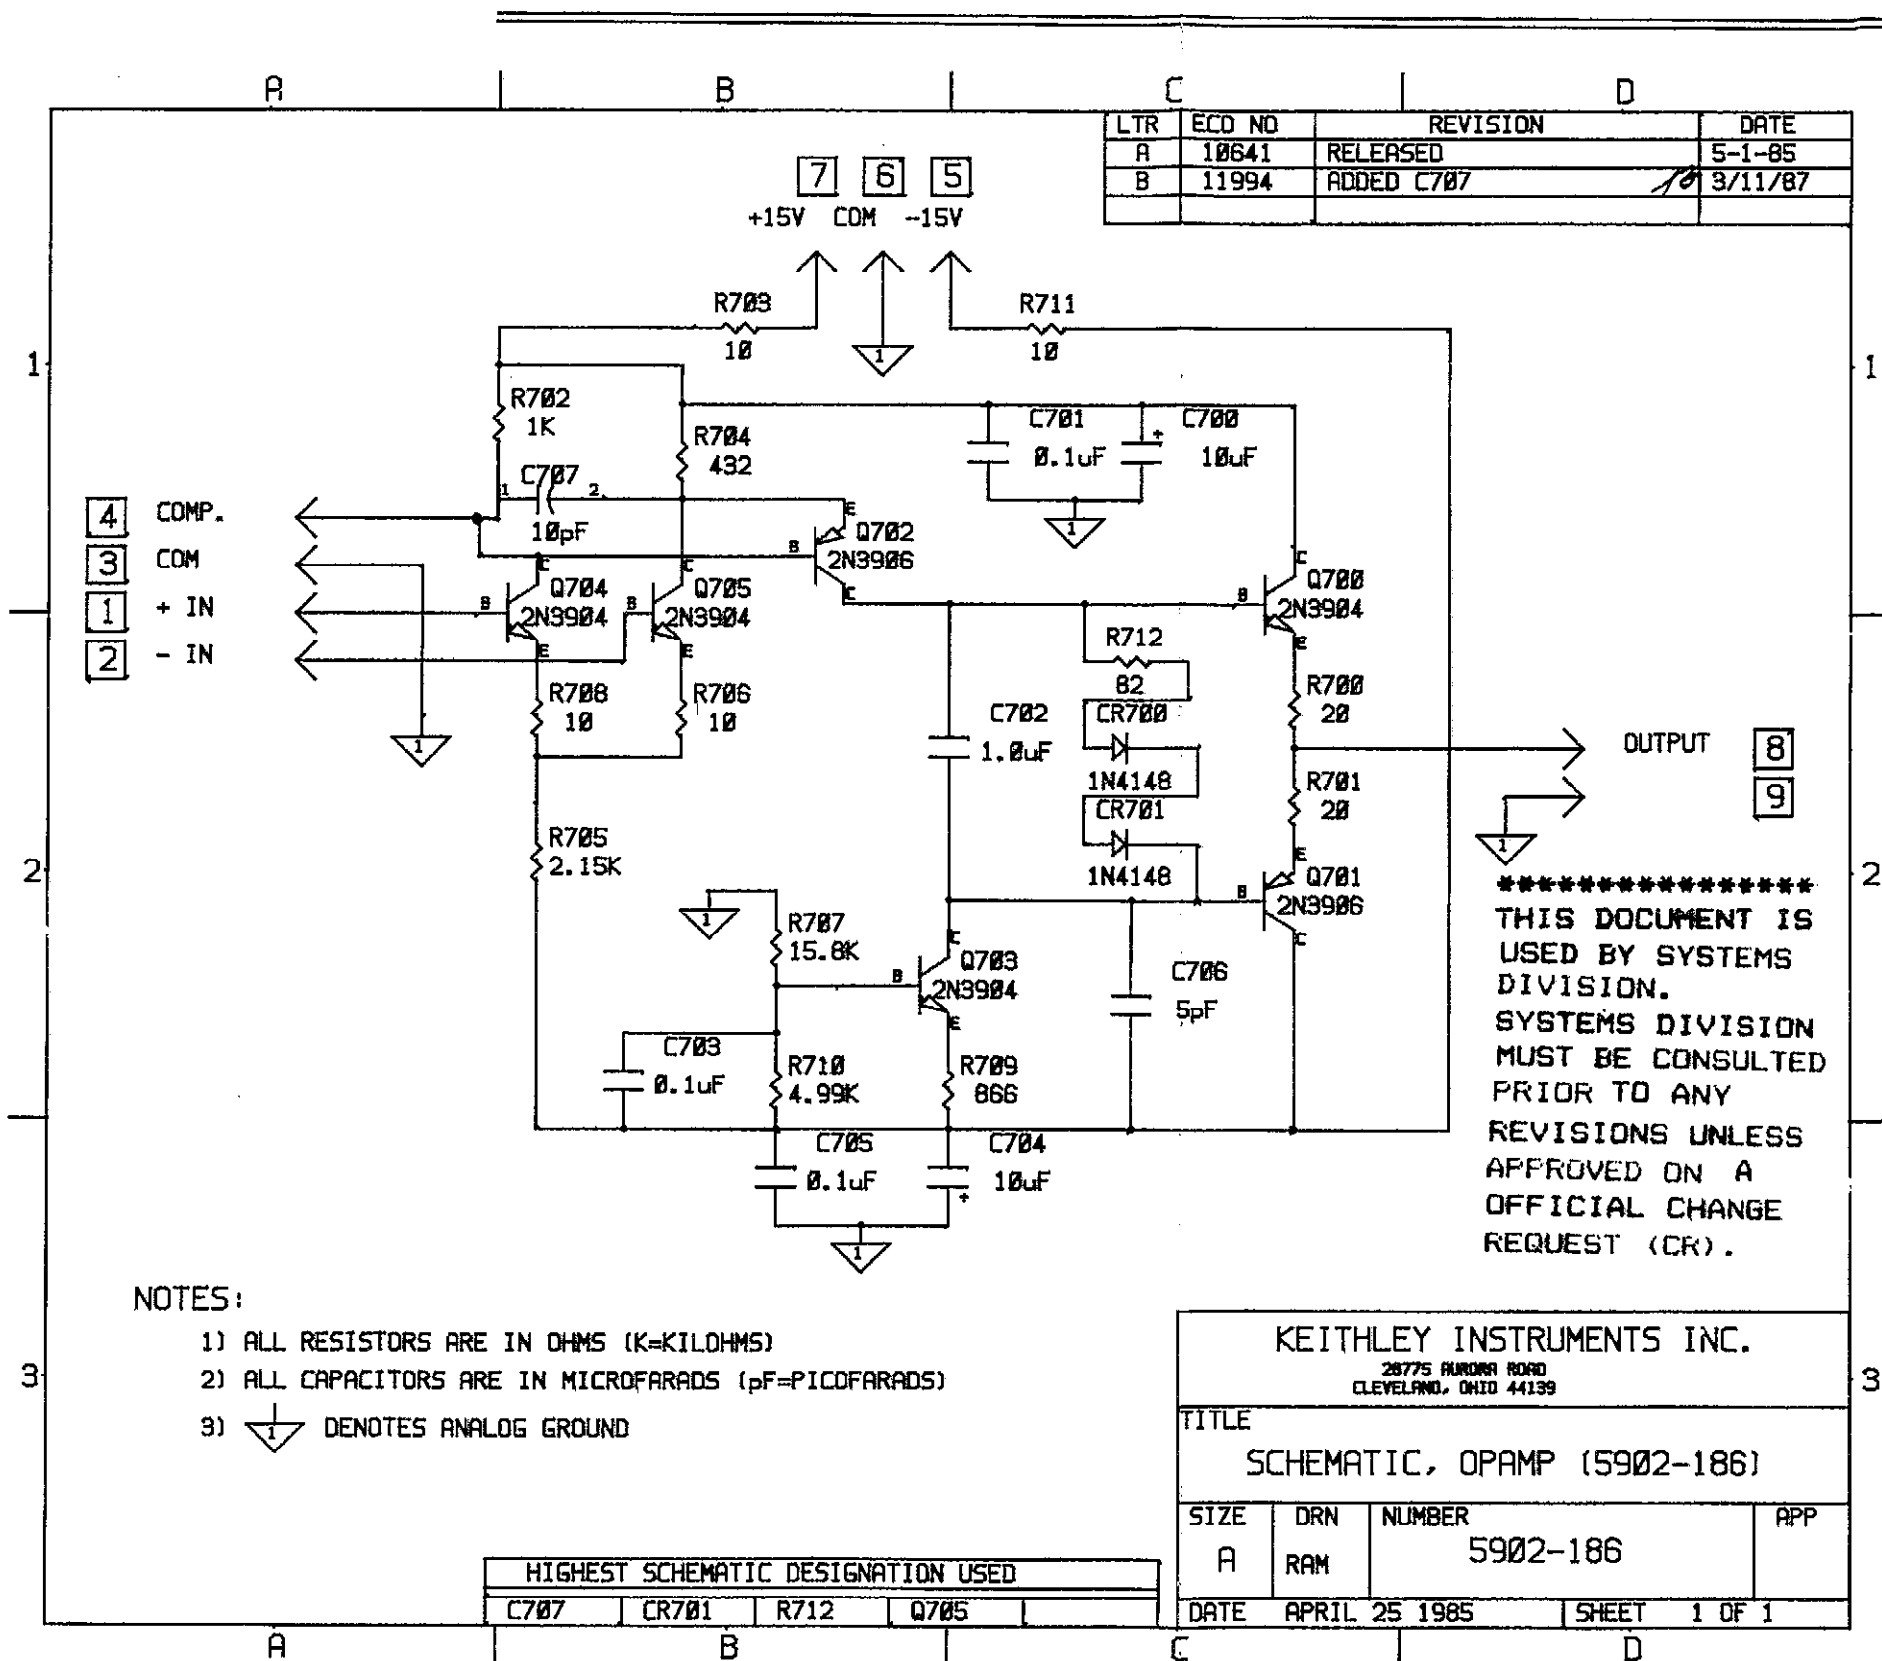 A B C D
LTR ECO NO REVISION DATE
A 10641 RELEASED 5-1-85
B 11994 ADDED C707 3/11/87
7 6 5
+15V COM -15V
R703
10
R711
10
1
1
1
R702
1K
R704
432
C701
0.1uF
C700
+
10uF
C707
1 2
10pF
4 COMP.
3 COM
1 + IN
2 - IN
1
E
Q702
B
2N3906
C
C
Q704
B
2N3904
E
C
Q705
B
2N3904
E
C
Q700
B
2N3904
E
R712
82
R708
10
R706
10
R700
20
1
C702
1.0uF
CR700
1N4148
CR701
1N4148
OUTPUT 8
9
R701
20
1
R705
2.15K
2
2
E
Q701
B
2N3906
C
1
R707
15.8K
C
Q703
B
2N3904
E
C706
5pF
C703
0.1uF
R710
4.99K
R709
866
C705
0.1uF
C704
10uF
+
1
****************
THIS DOCUMENT IS
USED BY SYSTEMS
DIVISION.
SYSTEMS DIVISION
MUST BE CONSULTED
PRIOR TO ANY
REVISIONS UNLESS
APPROVED ON A
OFFICIAL CHANGE
REQUEST (CR).
NOTES:
1) ALL RESISTORS ARE IN OHMS (K=KILOHMS)
2) ALL CAPACITORS ARE IN MICROFARADS (pF=PICOFARADS)
3) 1 DENOTES ANALOG GROUND
3
3
KEITHLEY INSTRUMENTS INC.
28775 AURORA ROAD
CLEVELAND, OHIO 44139
TITLE
SCHEMATIC, OPAMP (5902-186)
SIZE DRN NUMBER APP
A RAM 5902-186
DATE APRIL 25 1985 SHEET 1 OF 1
HIGHEST SCHEMATIC DESIGNATION USED
C707 CR701 R712 Q705
A B C D